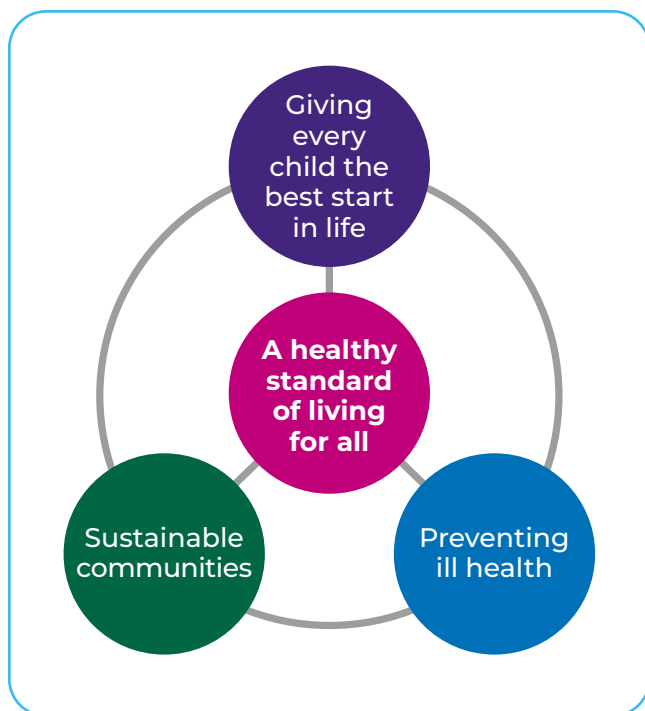 Giving
every
child the
best start
in life
A healthy
standard
of living
for all
Sustainable
communities
Preventing
ill health